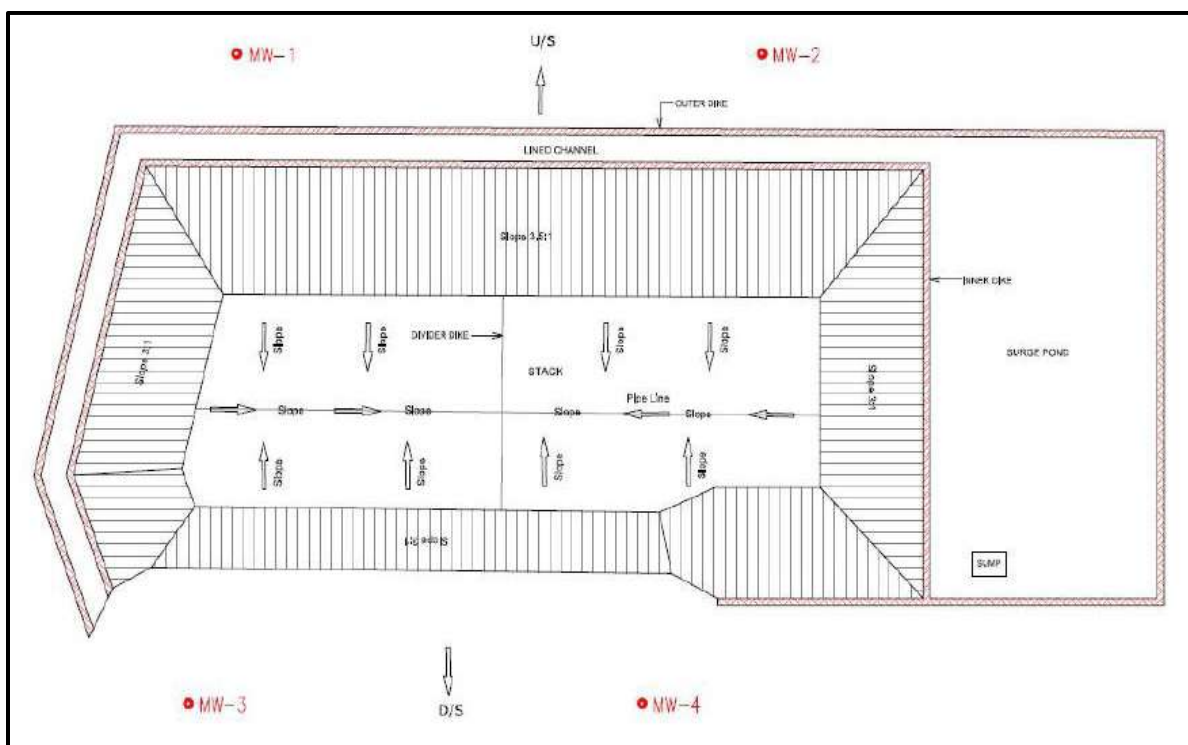 U/S
MW-1
MW-2
OUTER DIKE
LINED CHANNEL
Slope 3.5:1
INNER DIKE
Slope
Slope
DIVIDER DIKE
Slope
Slope
SURGE POND
Slope 3:1
STACK
Slope 3:1
Pipe Line
Slope
Slope
Slope
Slope
Slope
Slope
Slope
Slope
Slope 3:1
SUMP
MW-3
D/S
MW-4